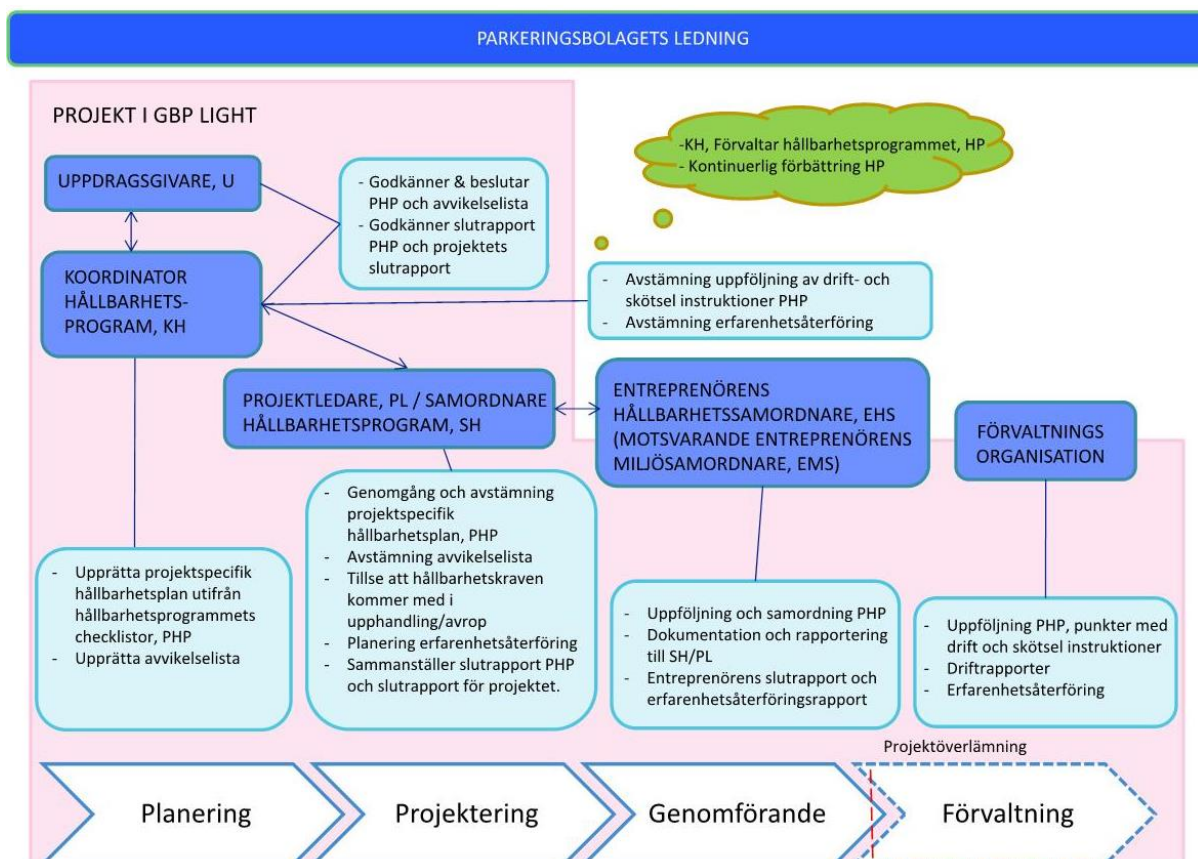 PARKERINGSBOLAGETS LEDNING
PROJEKT I GBP LIGHT
-KH, Förvaltar hållbarhetsprogrammet, HP
- Kontinuerlig förbättring HP
UPPDRAGSGIVARE, U
- Godkänner & beslutar
PHP och avvikelselista
- Godkänner slutrapport
PHP och projektets
slutrapport
KOORDINATOR
HÅLLBARHETS-
PROGRAM, KH
- Avstämning uppföljning av drift- och
skötsel instruktioner PHP
- Avstämning erfarenhetsåterföring
PROJEKTLEDARE, PL / SAMORDNARE
HÅLLBARHETSPROGRAM, SH
ENTREPRENÖRENS
HÅLLBARHETSSAMORDNARE, EHS
(MOTSVARANDE ENTREPRENÖRENS
MILJÖSAMORDNARE, EMS)
FÖRVALTNINGS
ORGANISATION
- Upprätta projektspecifik
hållbarhetsplan utifrån
hållbarhetsprogrammets
checklistor, PHP
- Upprätta avvikelselista
- Genomgång och avstämning
projektspecifik
hållbarhetsplan, PHP
- Avstämning avvikelselista
- Tillse att hållbarhetskraven
kommer med i
upphandling/avrop
- Planering erfarenhetsåterföring
- Sammanställer slutrapport PHP
och slutrapport för projektet.
- Uppföljning och samordning PHP
- Dokumentation och rapportering
till SH/PL
- Entreprenörens slutrapport och
erfarenhetsåterföringsrapport
- Uppföljning PHP, punkter med
drift och skötsel instruktioner
- Driftrapporter
- Erfarenhetsåterföring
Projektöverlämning
Planering
Projektering
Genomförande
Förvaltning